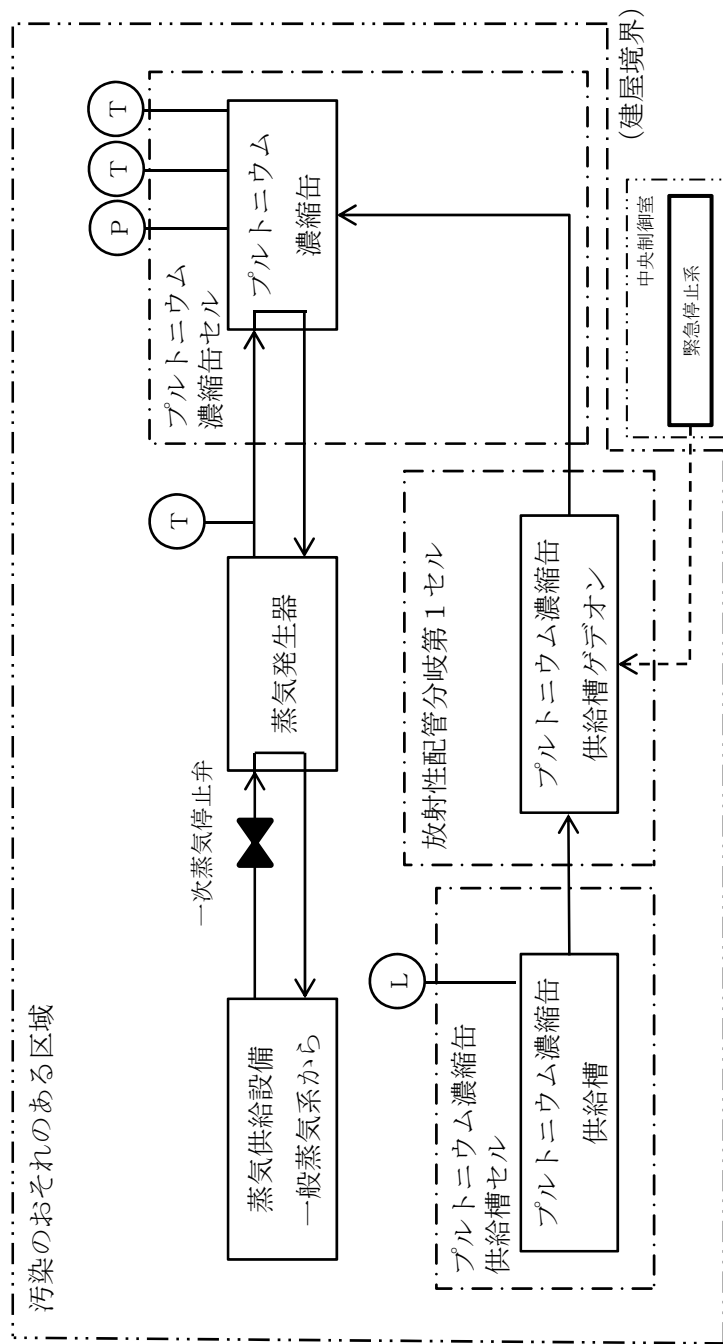 汚染のおそれのある区域
蒸気供給設備
一般蒸気系から
一次蒸気停止弁
蒸気発生器
T
プルトニウム
濃縮缶セル
P
T
T
プルトニウム
濃縮缶
プルトニウム濃縮缶
供給槽セル
L
プルトニウム濃縮缶
供給槽
放射性配管分岐第1セル
プルトニウム濃縮缶
供給槽ゲデオン
(建屋境界)
中央制御室
緊急停止系